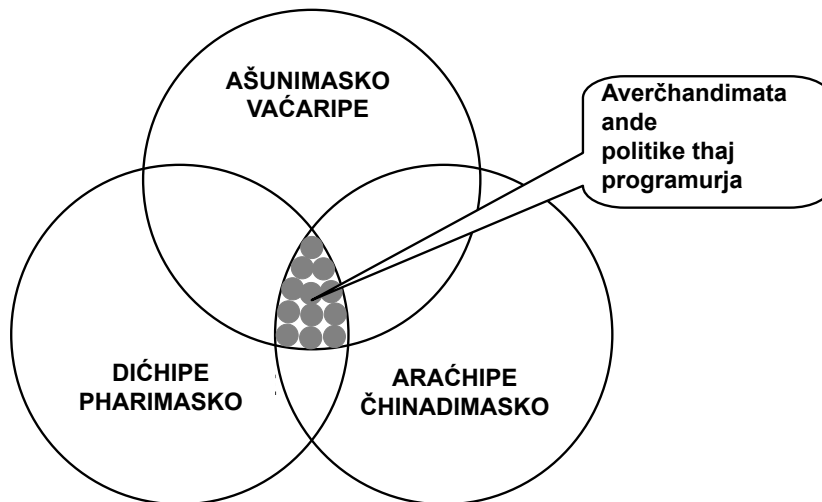 AŠUNIMASKO
VAĆARIPE
Averčhandimata
ande
politike thaj
programurja
DIĆHIPE
PHARIMASKO
ARAĆHIPE
ČHINADIMASKO